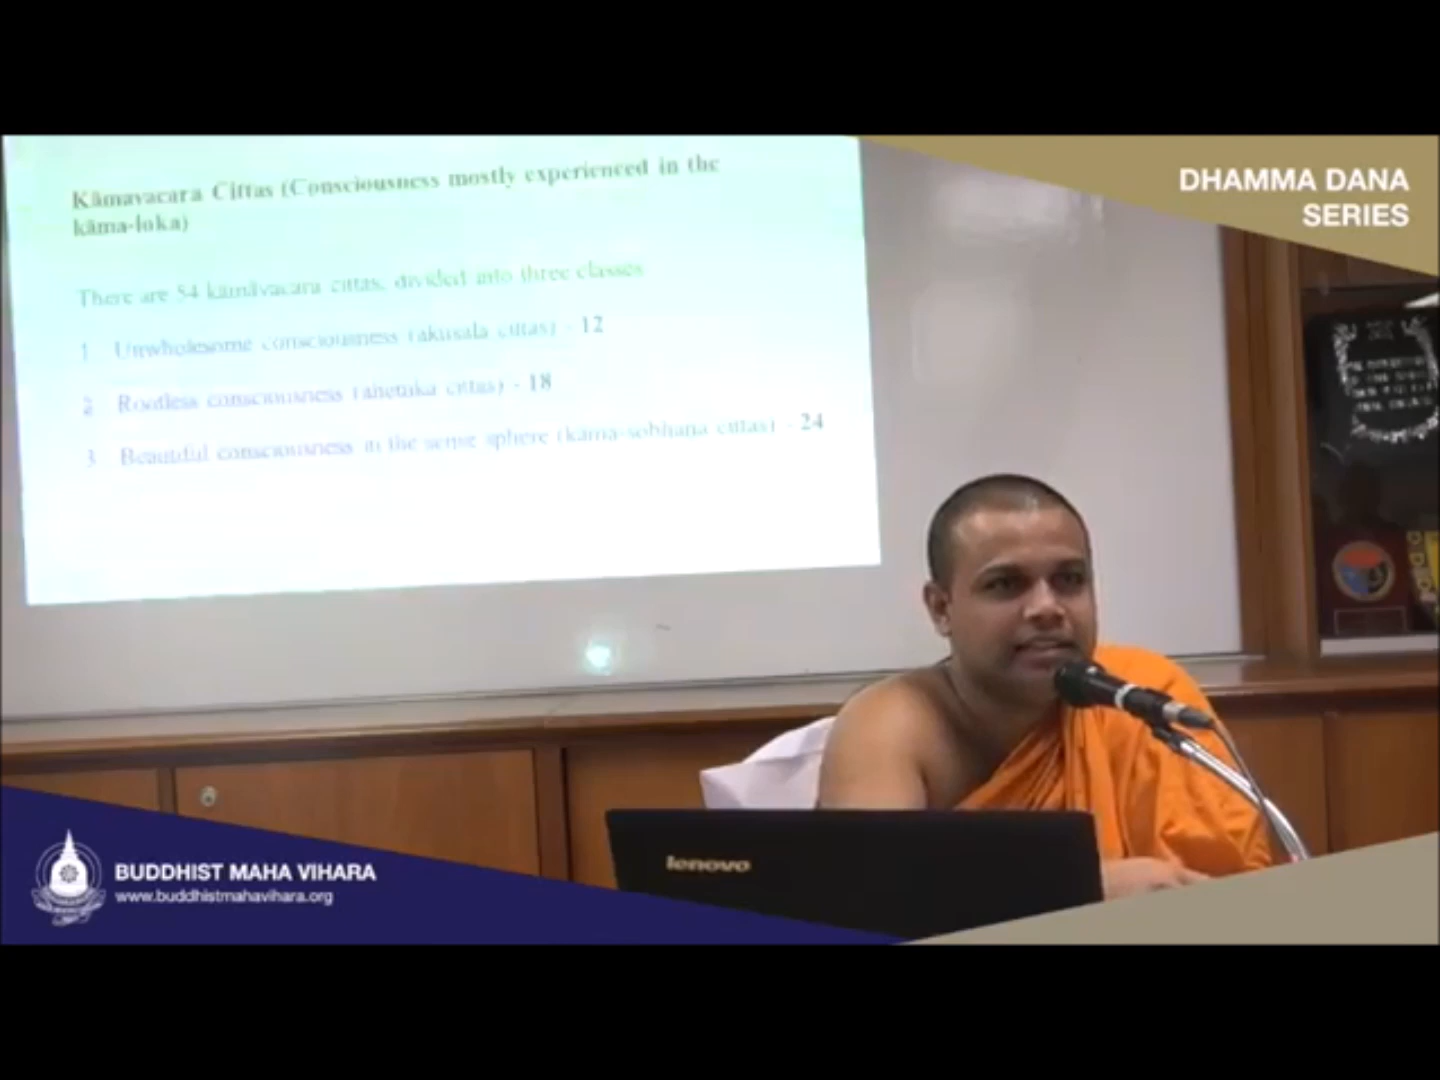 Kāmavacara Cittas (Consciousness mostly experienced in the
kāma-loka)
There are 54 kāmāvacara cittas, divided into three classes
1 Unwholesome consciousness (akusala cittas) - 12
2 Rootless consciousness (ahetuka cittas) - 18
3 Beautiful consciousness in the sense sphere (kāma-sobhana cittas) - 24
DHAMMA DANA
SERIES
lenovo
BUDDHIST MAHA VIHARA
www.buddhistmahavihara.org